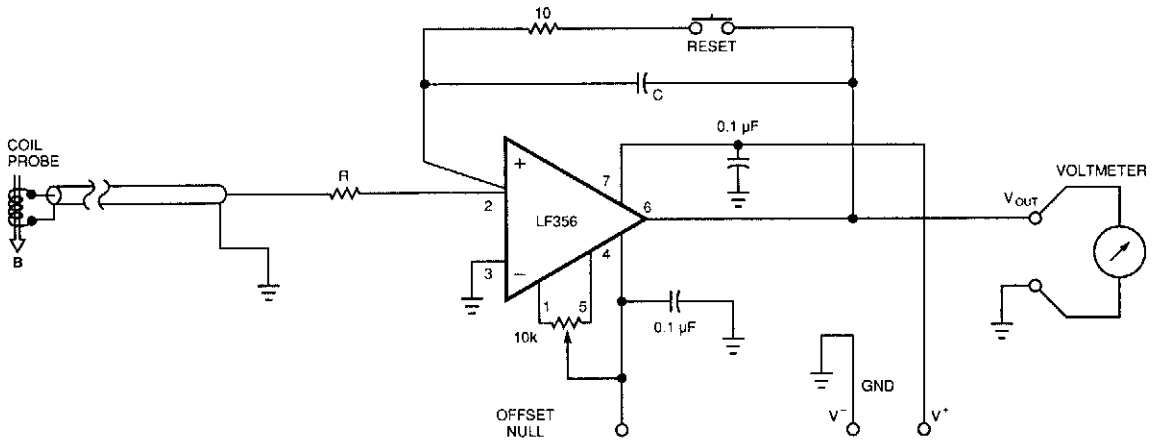 10
RESET
C
0.1 µF
COIL
PROBE
R
+
7
VOLTMETER
2
LF356
6
V_OUT
B
3
−
4
1
5
10k
0.1 µF
GND
OFFSET
NULL
V⁻
V⁺